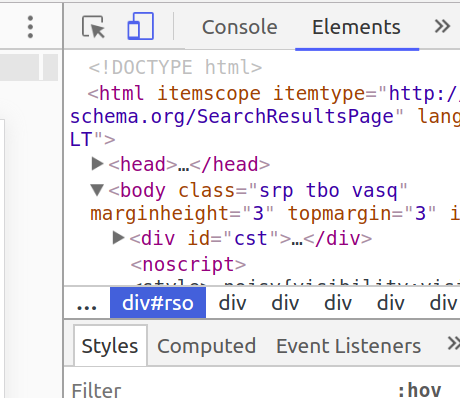 Console Elements
<!DOCTYPE html>
<html itemscope itemtype="http:/
schema.org/SearchResultsPage" lang
LT">
<head>…</head>
<body class="srp tbo vasq"
marginheight="3" topmargin="3" i
<div id="cst">…</div>
<noscript>
... div#rso div div div div
Styles Computed Event Listeners
Filter :hov